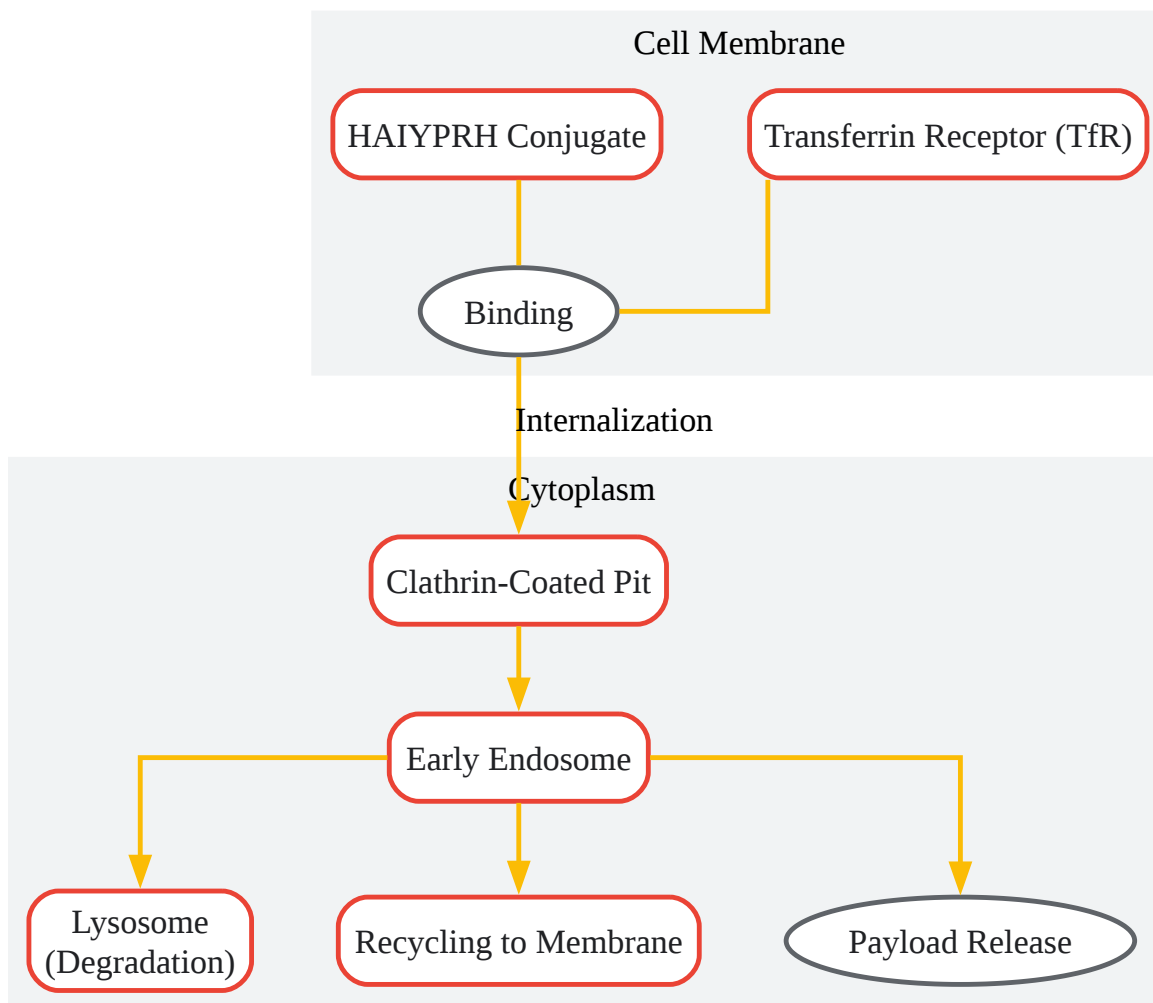 Cell Membrane
HAIYPRH Conjugate
Transferrin Receptor (TfR)
Binding
Internalization
Cytoplasm
Clathrin-Coated Pit
Early Endosome
Lysosome
(Degradation)
Recycling to Membrane
Payload Release